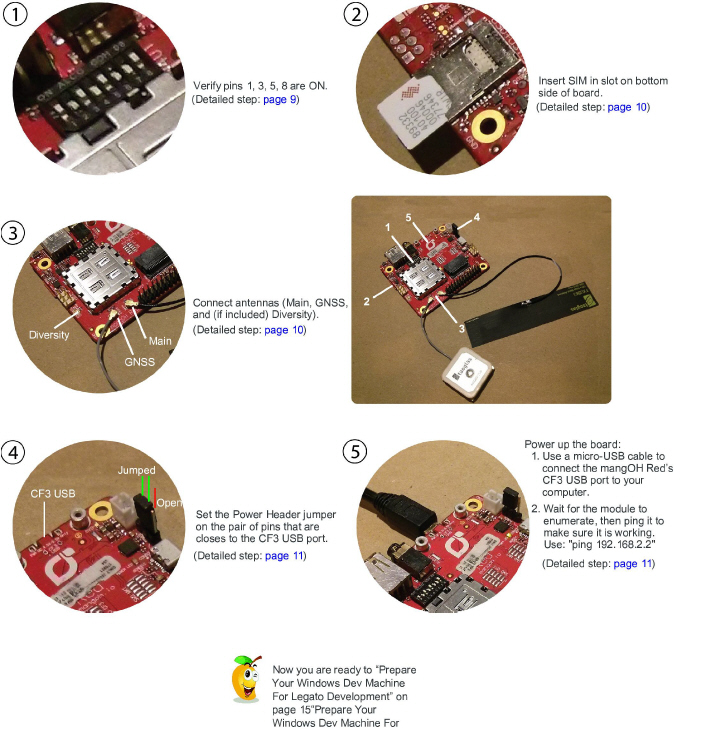 1
Verify pins 1, 3, 5, 8 are ON.
(Detailed step: page 9)
2
Insert SIM in slot on bottom
side of board.
(Detailed step: page 10)
89332
40100
00046
77346
GND
3
Diversity
GNSS
Main
Connect antennas (Main, GNSS,
and (if included) Diversity).
(Detailed step: page 10)
1
2
3
4
5
4
Jumped
CF3 USB
Open
Set the Power Header jumper
on the pair of pins that are
closes to the CF3 USB port.
(Detailed step: page 11)
5
Power up the board:
1. Use a micro-USB cable to
connect the mangOH Red's
CF3 USB port to your
computer.
2. Wait for the module to
enumerate, then ping it to
make sure it is working.
Use: "ping 192.168.2.2"
(Detailed step: page 11)
Now you are ready to “Prepare
Your Windows Dev Machine
For Legato Development” on
page 15“Prepare Your
Windows Dev Machine For